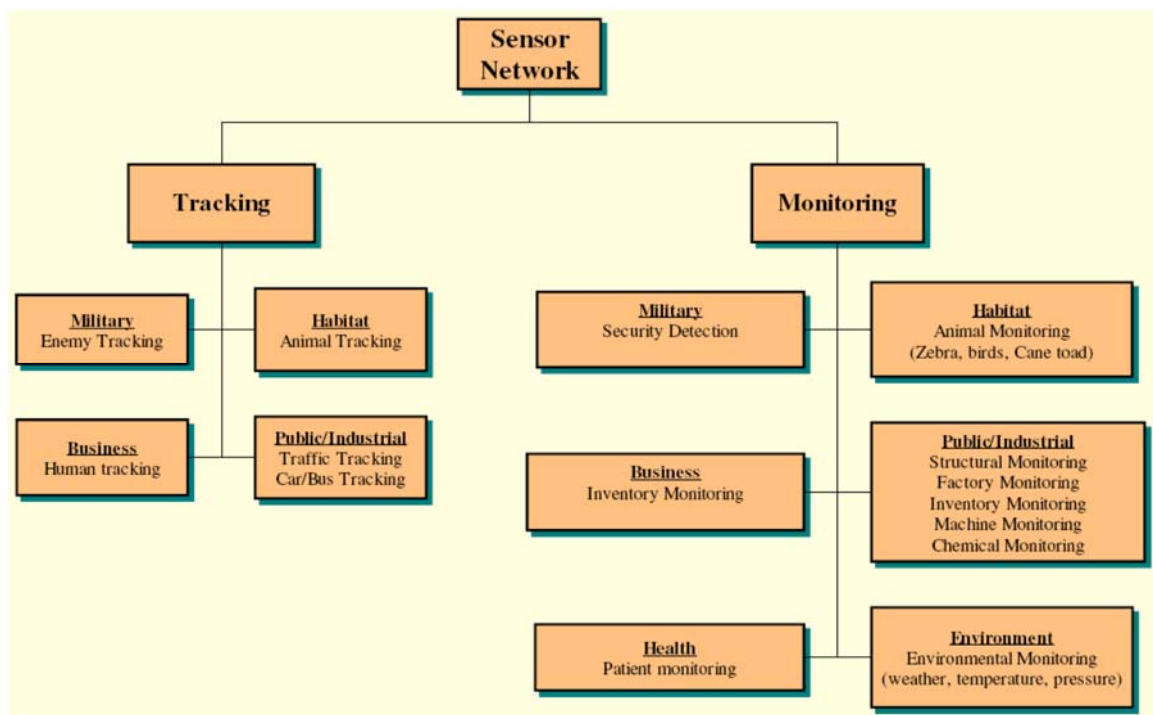 Sensor
Network
Tracking
Monitoring
Military
Enemy Tracking
Habitat
Animal Tracking
Business
Human tracking
Public/Industrial
Traffic Tracking
Car/Bus Tracking
Military
Security Detection
Habitat
Animal Monitoring
(Zebra, birds, Cane toad)
Business
Inventory Monitoring
Public/Industrial
Structural Monitoring
Factory Monitoring
Inventory Monitoring
Machine Monitoring
Chemical Monitoring
Health
Patient monitoring
Environment
Environmental Monitoring
(weather, temperature, pressure)